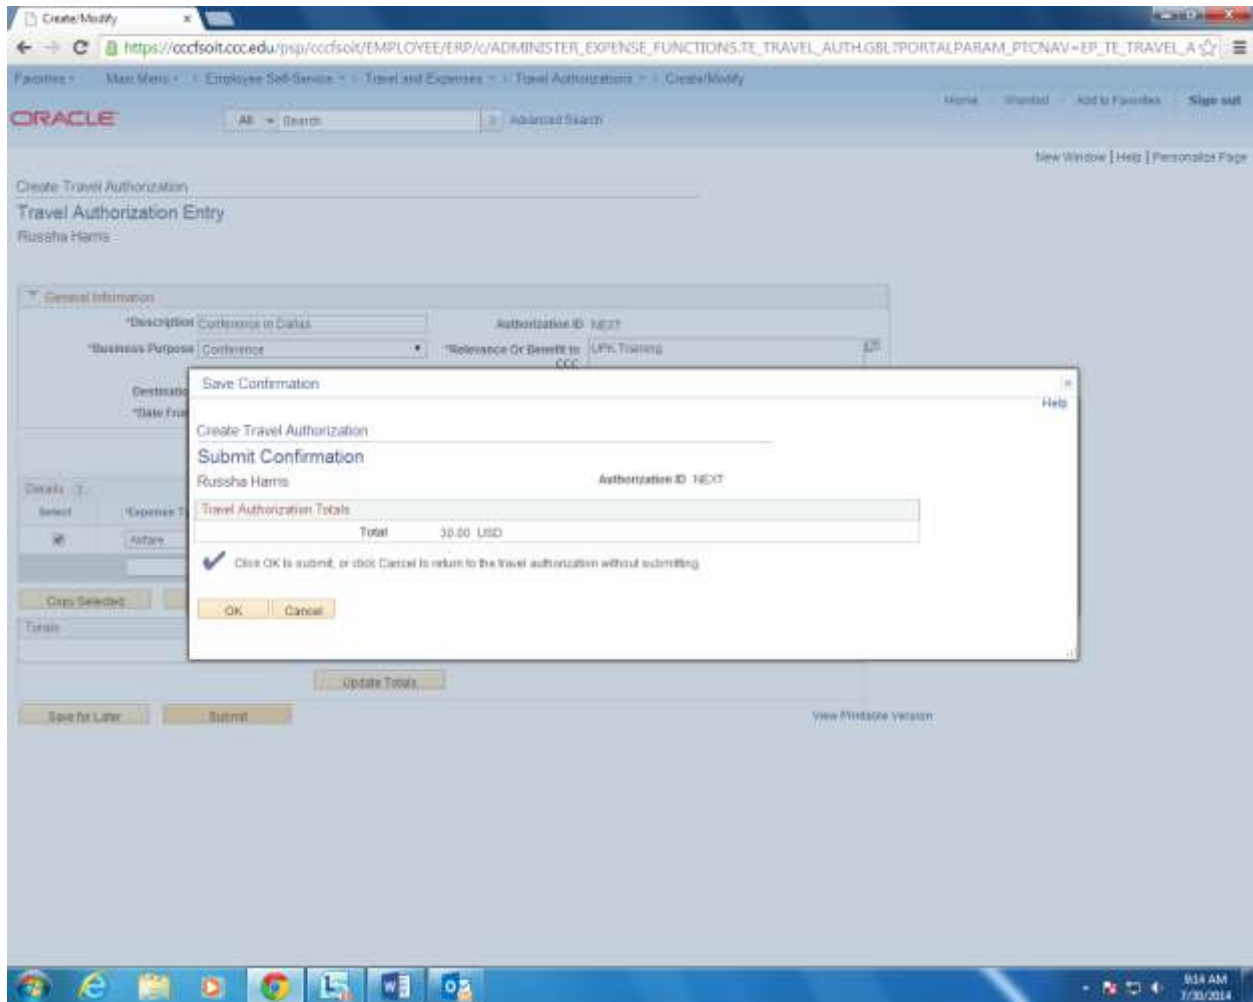 Create/Modify
https://cccfsoit.ccc.edu/psp/cccfsoit/EMPLOYEE/ERP/c/ADMINISTER_EXPENSE_FUNCTIONS.TE_TRAVEL_AUTH.GBL?PORTALPARAM_PTCNAV=EP_TE_TRAVEL_A
Favorites Main Menu Employee Self-Service Travel and Expenses Travel Authorizations Create/Modify
Home Worklist Add to Favorites Sign out
ORACLE All Search Advanced Search
New Window | Help | Personalize Page
Create Travel Authorization
Travel Authorization Entry
Russha Harris
General Information
*Description Conference in Dallas Authorization ID NEXT
*Business Purpose Conference *Relevance Or Benefit to CCC UPK Training
Save Confirmation
Help
Create Travel Authorization
Submit Confirmation
Russha Harris Authorization ID NEXT
Travel Authorization Totals
Total 30.00 USD
Click OK to submit, or click Cancel to return to the travel authorization without submitting.
OK Cancel
*Date From
Details
Select
Airfare
Copy Selected
Totals
Update Totals
Save for Later Submit View Printable Version
9:14 AM
7/30/2014